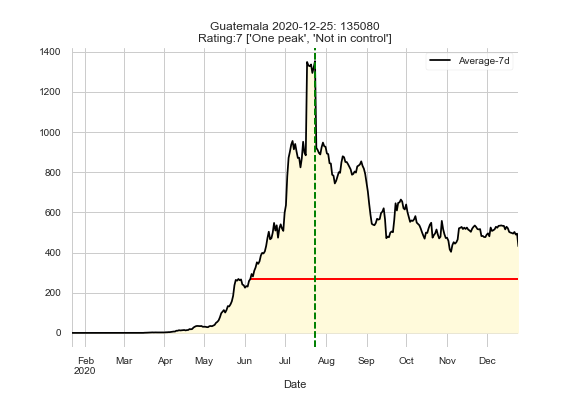 Guatemala 2020-12-25: 135080
Rating:7 ['One peak', 'Not in control']
Average-7d
1400
1200
1000
800
600
400
200
0
Feb Mar Apr May Jun Jul Aug Sep Oct Nov Dec
2020
Date